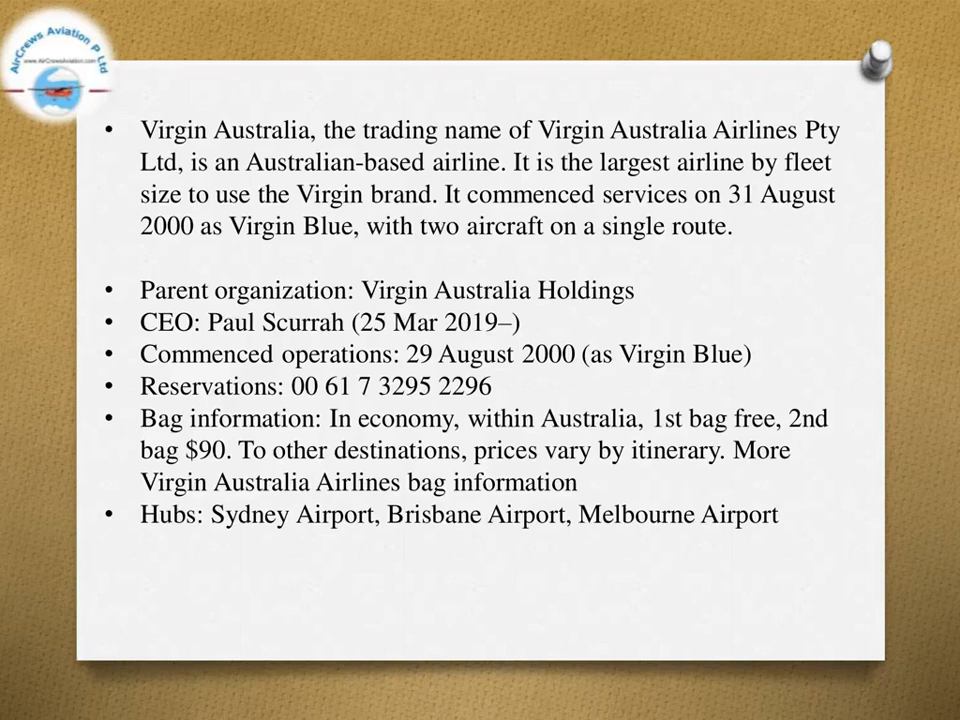 AirCrews Aviation P Ltd
www.AirCrewsAviation.com
• Virgin Australia, the trading name of Virgin Australia Airlines Pty
Ltd, is an Australian-based airline. It is the largest airline by fleet
size to use the Virgin brand. It commenced services on 31 August
2000 as Virgin Blue, with two aircraft on a single route.
• Parent organization: Virgin Australia Holdings
• CEO: Paul Scurrah (25 Mar 2019–)
• Commenced operations: 29 August 2000 (as Virgin Blue)
• Reservations: 00 61 7 3295 2296
• Bag information: In economy, within Australia, 1st bag free, 2nd
bag $90. To other destinations, prices vary by itinerary. More
Virgin Australia Airlines bag information
• Hubs: Sydney Airport, Brisbane Airport, Melbourne Airport